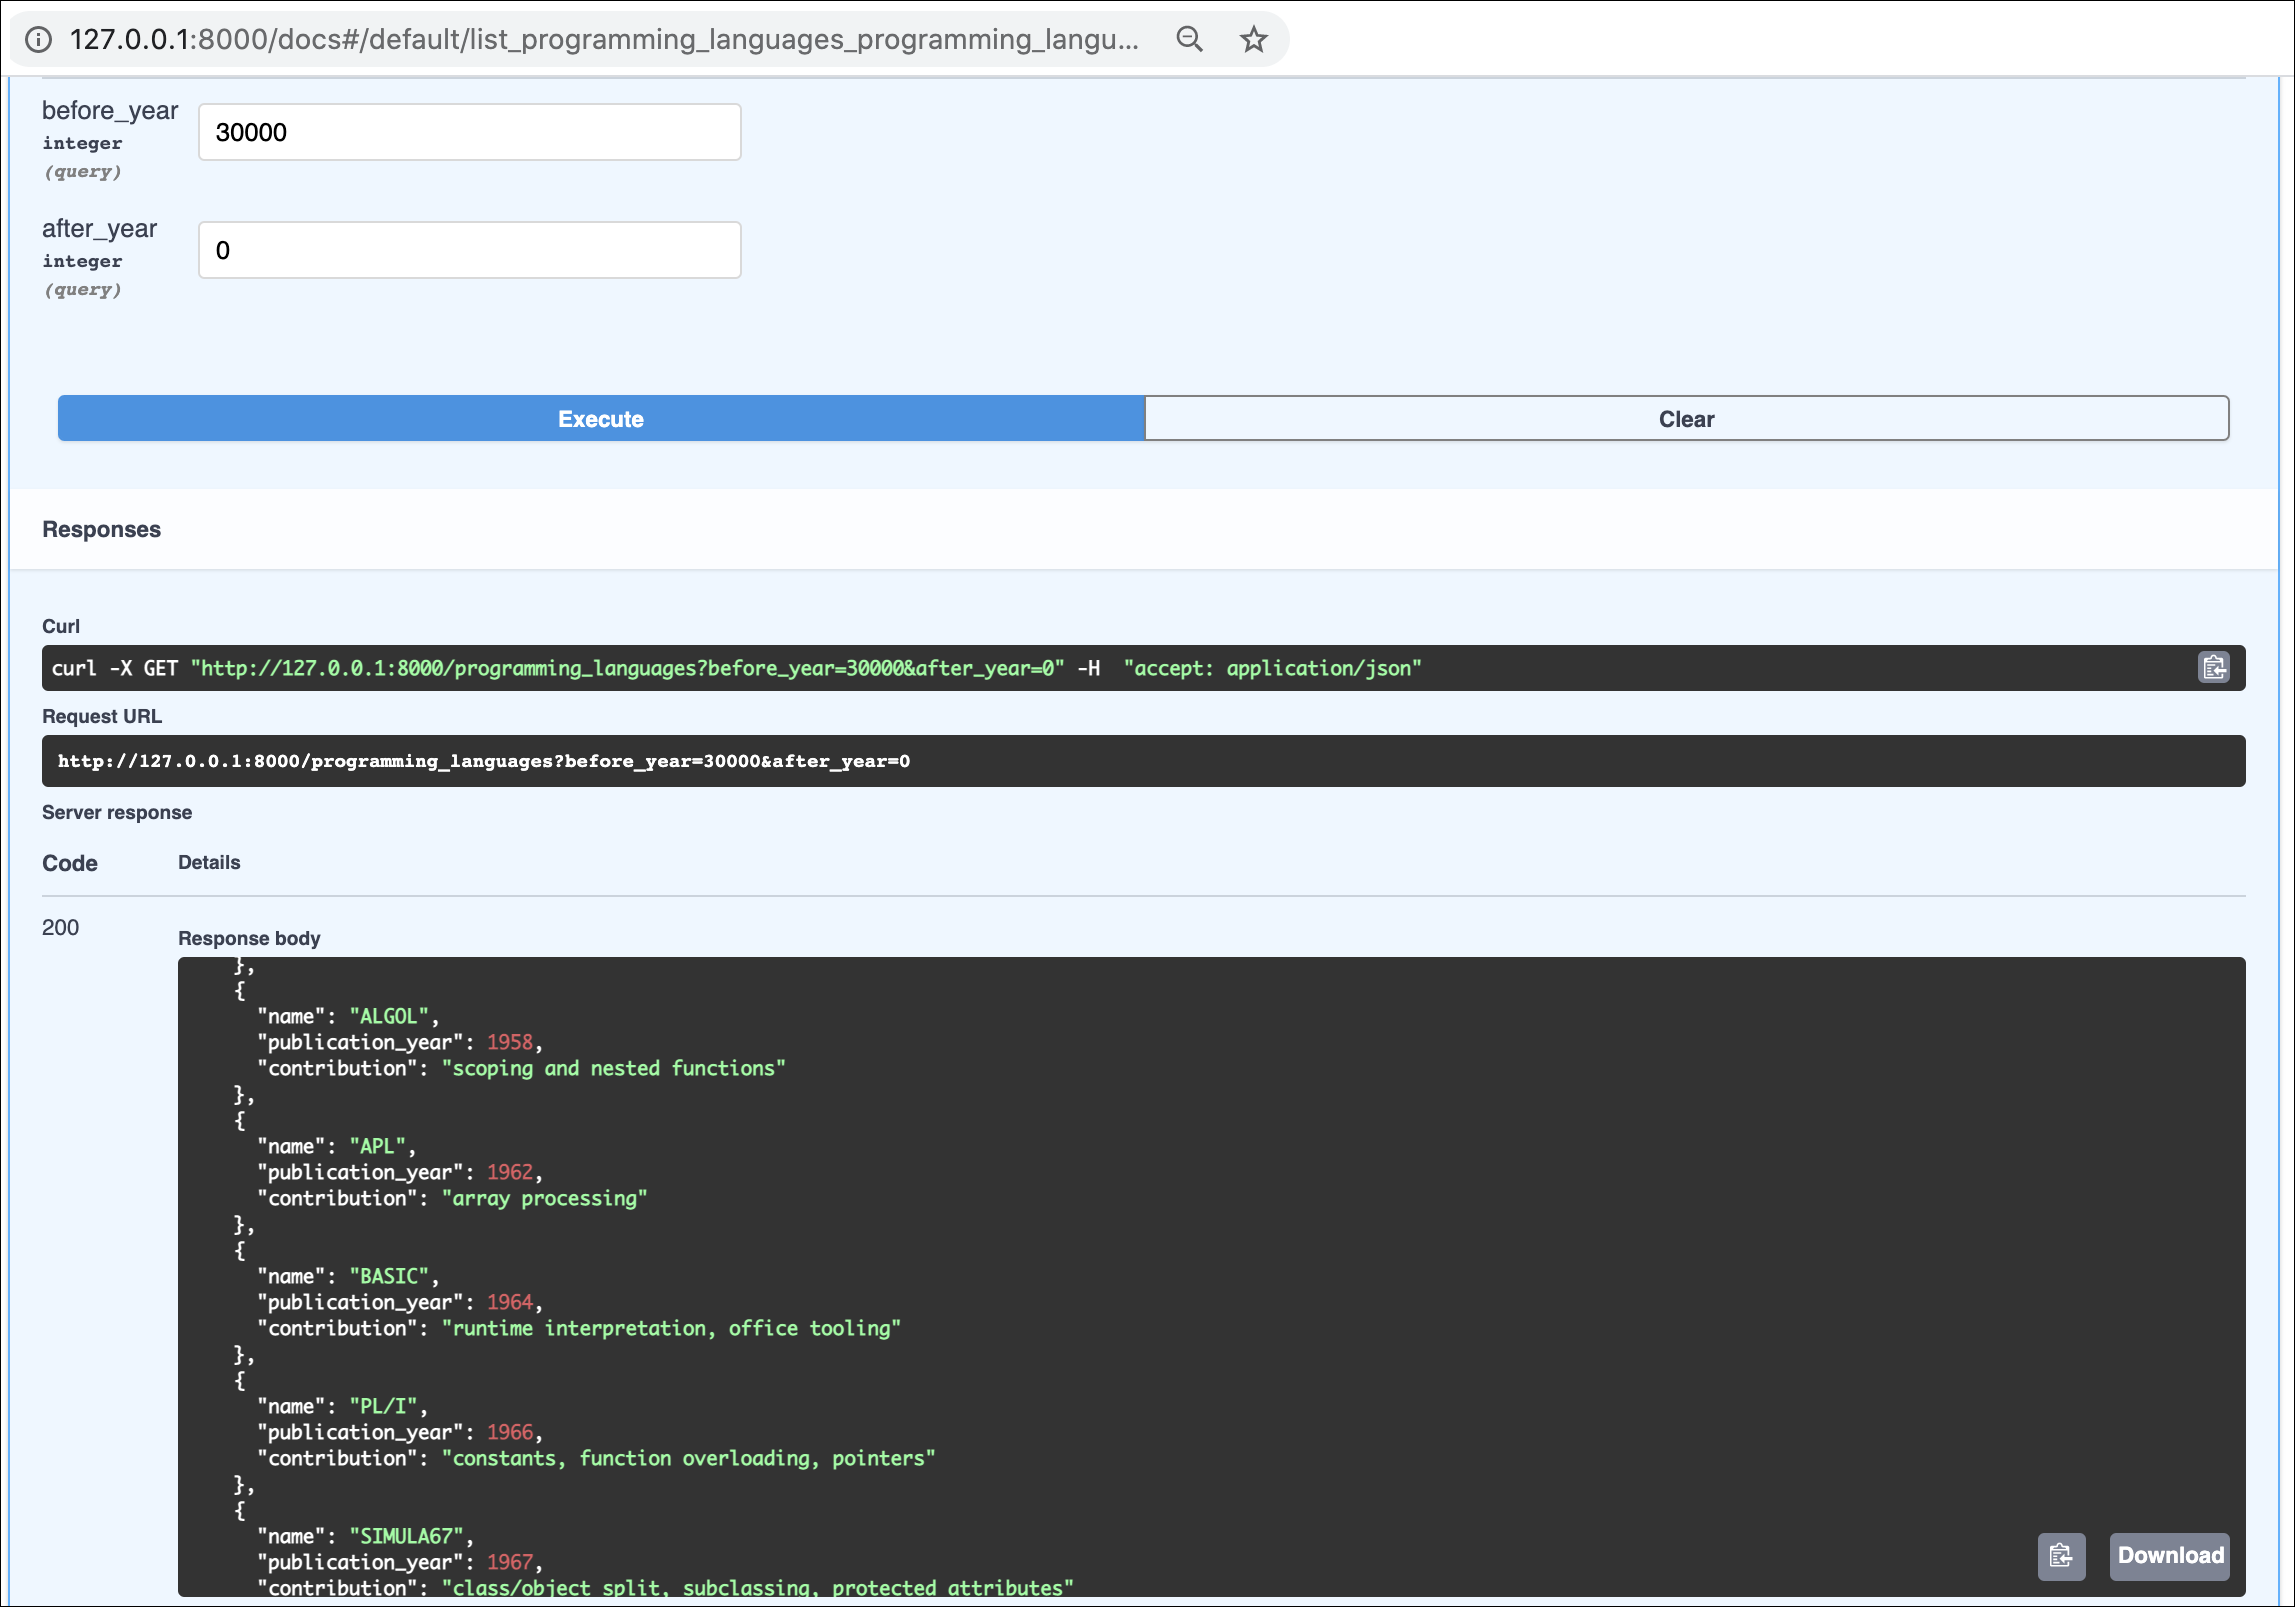 127.0.0.1:8000/docs#/default/list_programming_languages_programming_langu...
before_year
integer
(query)
30000
after_year
integer
(query)
0
Execute
Clear
Responses
Curl
curl -X GET "http://127.0.0.1:8000/programming_languages?before_year=30000&after_year=0" -H  "accept: application/json"
Request URL
http://127.0.0.1:8000/programming_languages?before_year=30000&after_year=0
Server response
Code Details
200
Response body
},
{
"name": "ALGOL",
"publication_year": 1958,
"contribution": "scoping and nested functions"
},
{
"name": "APL",
"publication_year": 1962,
"contribution": "array processing"
},
{
"name": "BASIC",
"publication_year": 1964,
"contribution": "runtime interpretation, office tooling"
},
{
"name": "PL/I",
"publication_year": 1966,
"contribution": "constants, function overloading, pointers"
},
{
"name": "SIMULA67",
"publication_year": 1967,
"contribution": "class/object split, subclassing, protected attributes"
Download